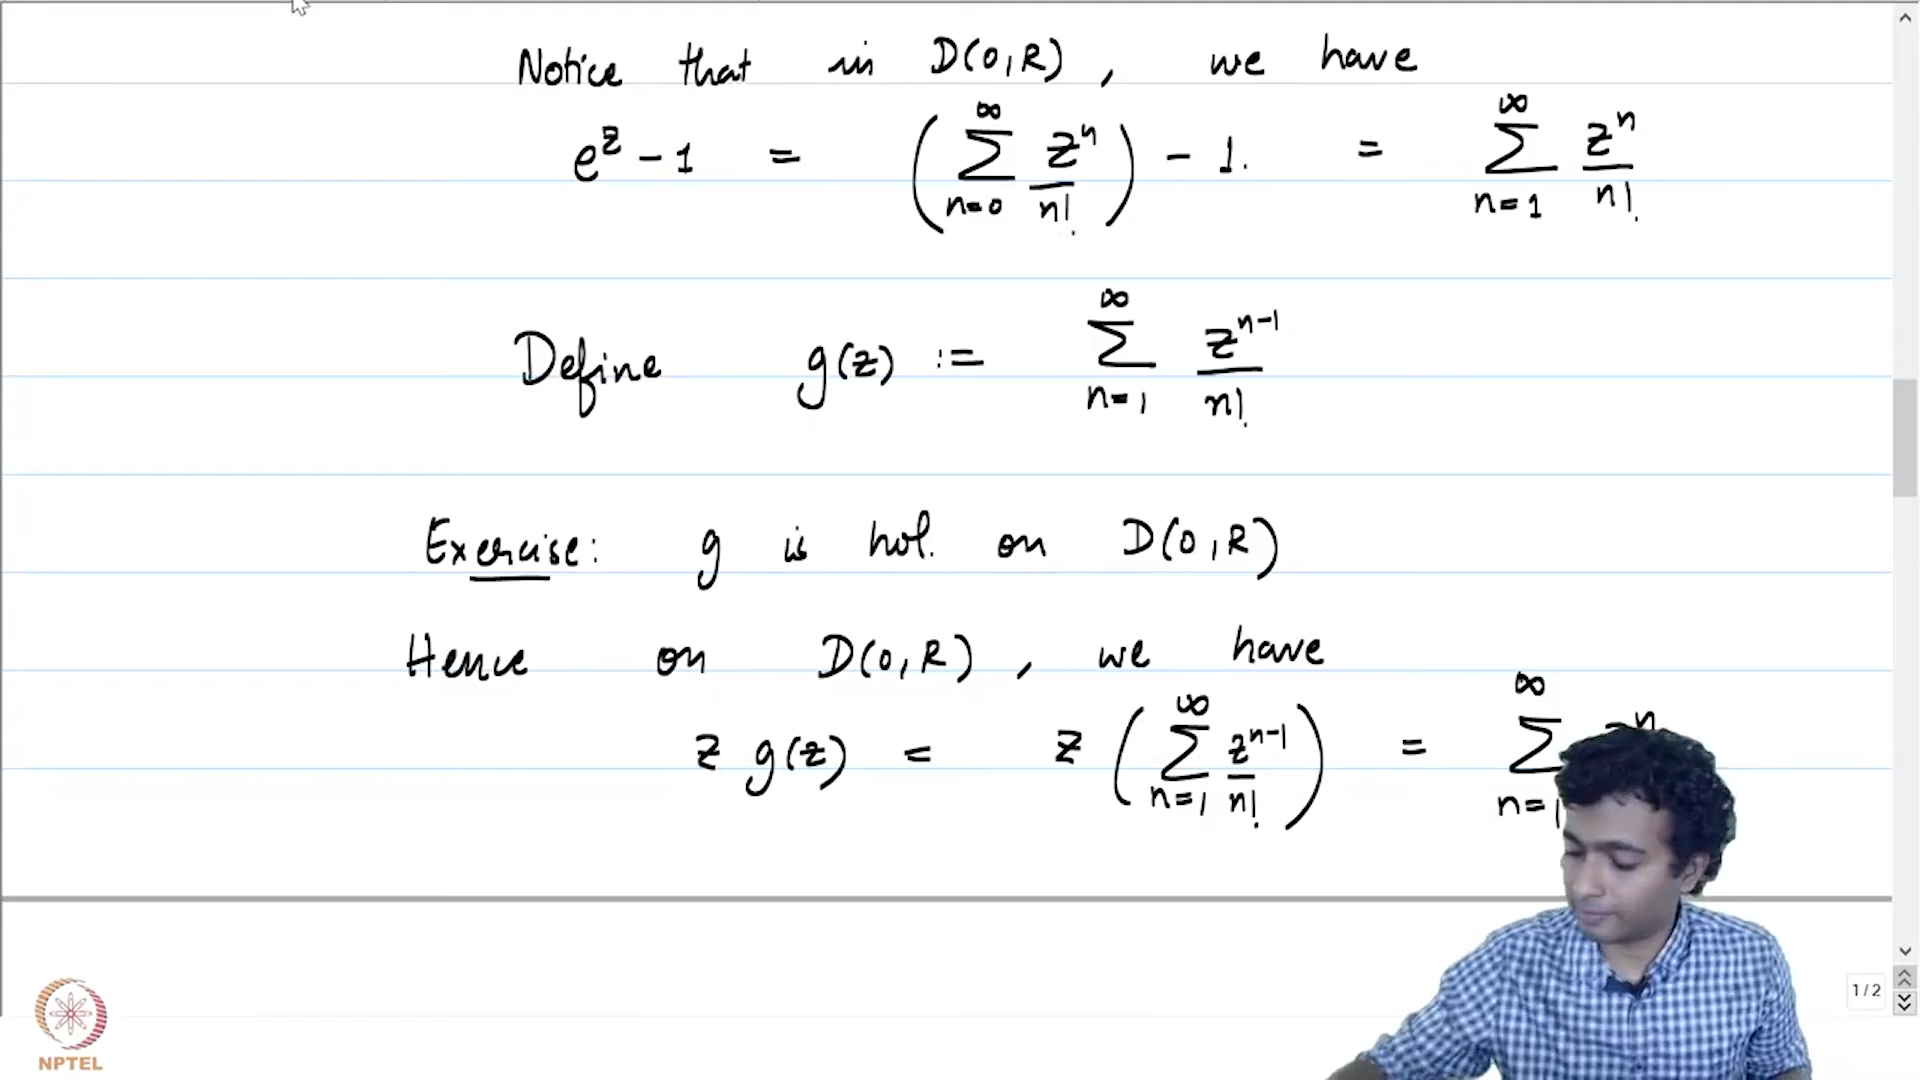 Notice that in D(0,R), we have
e^z - 1 = (∑_{n=0}^{∞} z^n/n!) - 1. = ∑_{n=1}^{∞} z^n/n!
Define g(z) := ∑_{n=1}^{∞} z^{n-1}/n!
Exercise: g is hol. on D(0,R)
Hence on D(0,R), we have
z g(z) = z (∑_{n=1}^{∞} z^{n-1}/n!) = ∑_{n=1}^{∞}
1 / 2
NPTEL